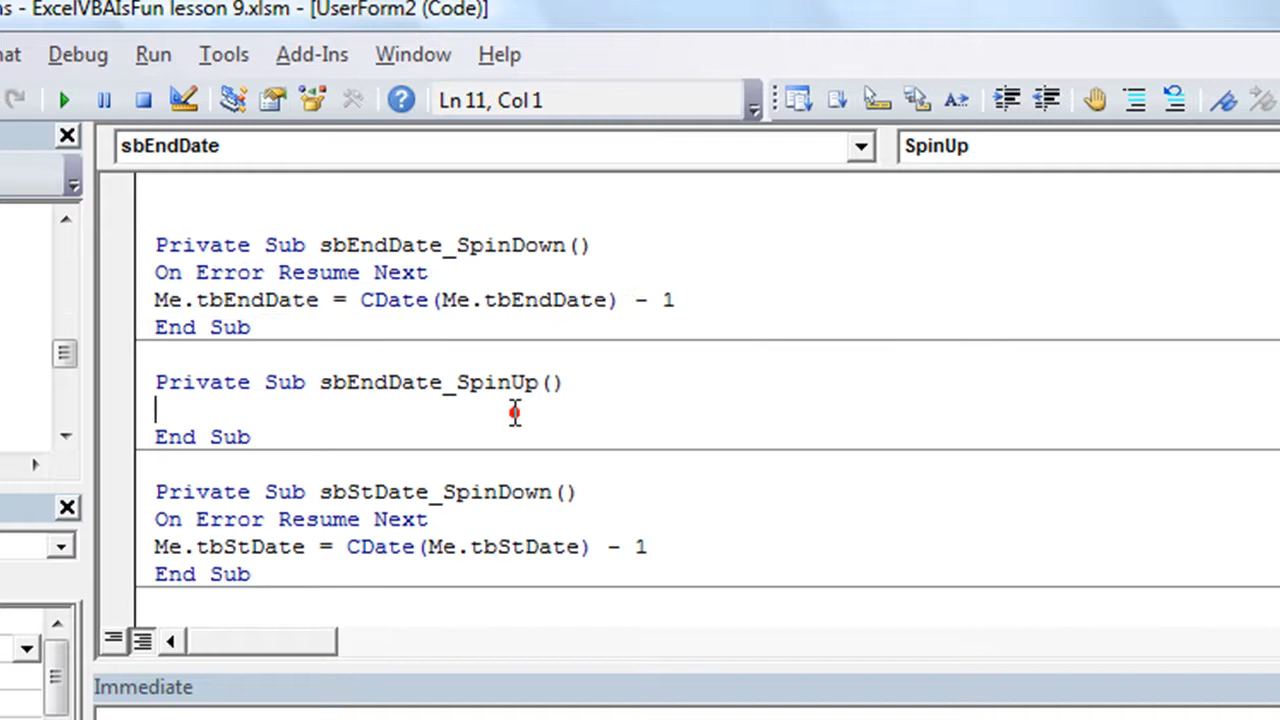 - ExcelVBAIsFun lesson 9.xlsm - [UserForm2 (Code)]
Debug Run Tools Add-Ins Window Help
Ln 11, Col 1
sbEndDate SpinUp
Private Sub sbEndDate_SpinDown()
On Error Resume Next
Me.tbEndDate = CDate(Me.tbEndDate) - 1
End Sub
Private Sub sbEndDate_SpinUp()
End Sub
Private Sub sbStDate_SpinDown()
On Error Resume Next
Me.tbStDate = CDate(Me.tbStDate) - 1
End Sub
Immediate